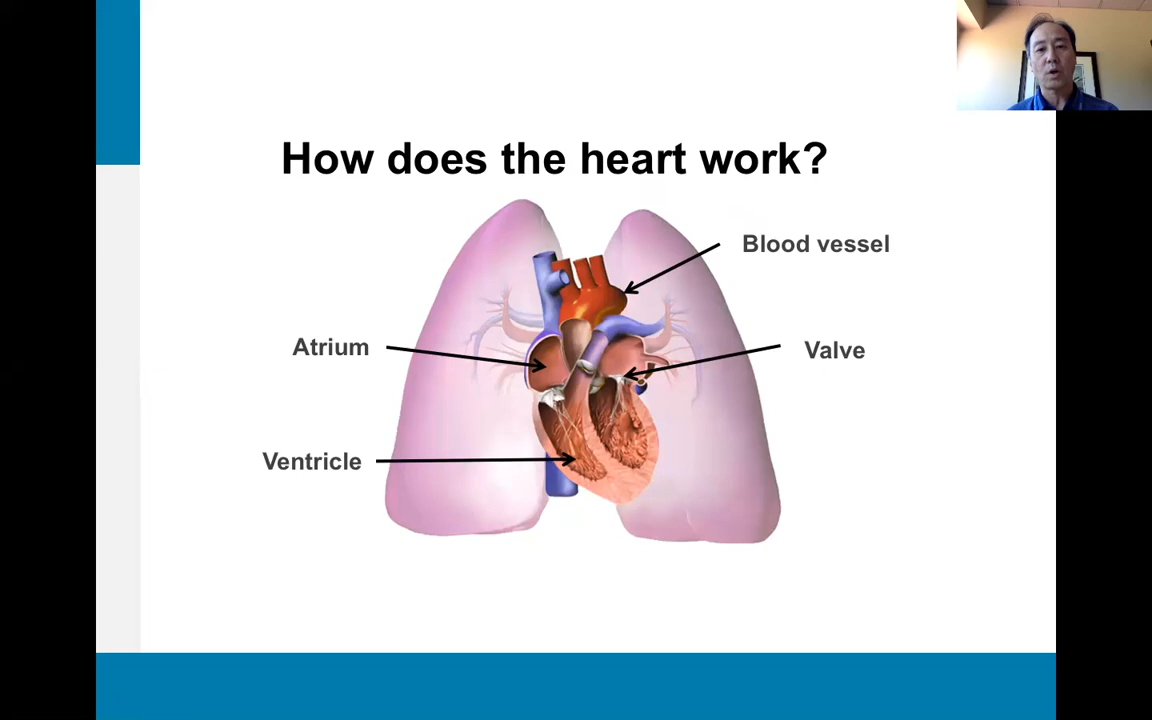 How does the heart work?
Blood vessel
Atrium
Valve
Ventricle